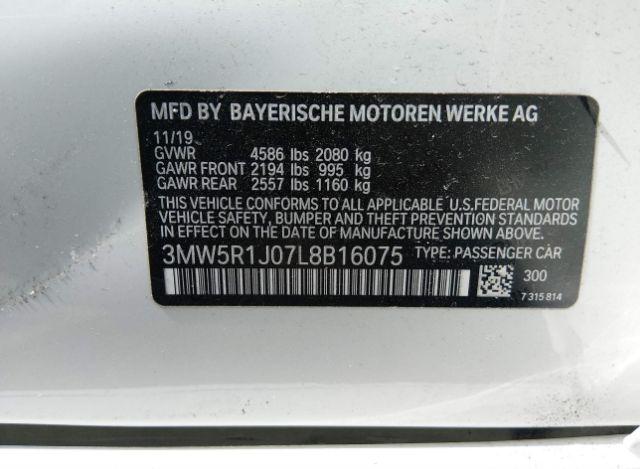 MFD BY BAYERISCHE MOTOREN WERKE AG
11/19
GVWR 4586 lbs 2080 kg
GAWR FRONT 2194 lbs 995 kg
GAWR REAR 2557 lbs 1160 kg
THIS VEHICLE CONFORMS TO ALL APPLICABLE U.S.FEDERAL MOTOR
VEHICLE SAFETY, BUMPER AND THEFT PREVENTION STANDARDS
IN EFFECT ON THE DATE OF MANUFACTURE SHOWN ABOVE.
3MW5R1J07L8B16075 TYPE: PASSENGER CAR
300
7 315 814